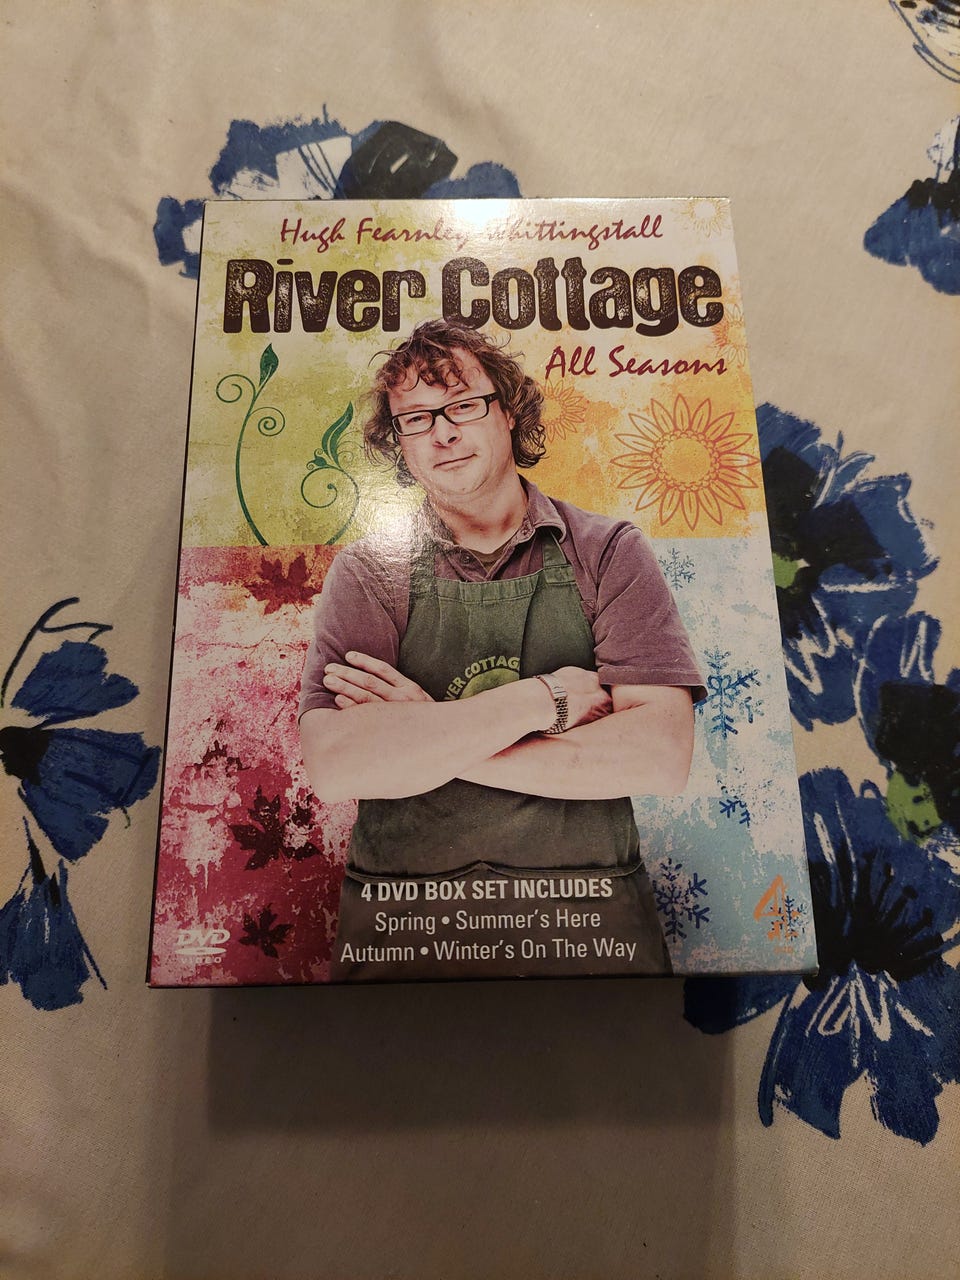 Hugh Fearnley-Whittingstall
River Cottage
All Seasons
VER COTTAGE
4 DVD BOX SET INCLUDES
Spring • Summer's Here
Autumn • Winter's On The Way
DVD
VIDEO
4